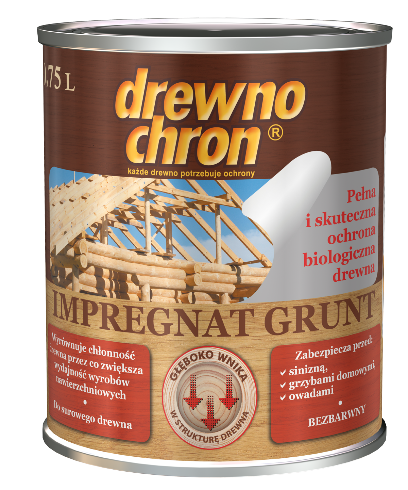 0.75 L
drewno
chron®
każde drewno potrzebuje ochrony
Pełna
i skuteczna
ochrona
biologiczna
drewna
IMPREGNAT GRUNT
Wyrównuje chłonność
drewna przez co zwiększa
wydajność wyrobów
nawierzchniowych
Do surowego drewna
GŁĘBOKO WNIKA
W STRUKTURĘ DREWNA
Zabezpiecza przed:
✓ sinizną,
✓ grzybami domowymi
✓ owadami
BEZBARWNY